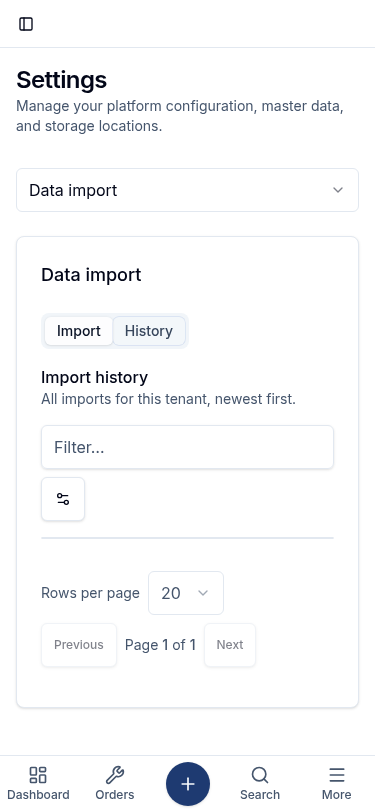 Settings
Manage your platform configuration, master data,
and storage locations.
Data import
Data import
Import History
Import history
All imports for this tenant, newest first.
Filter...
Rows per page 20
Previous Page 1 of 1 Next
Dashboard Orders Search More